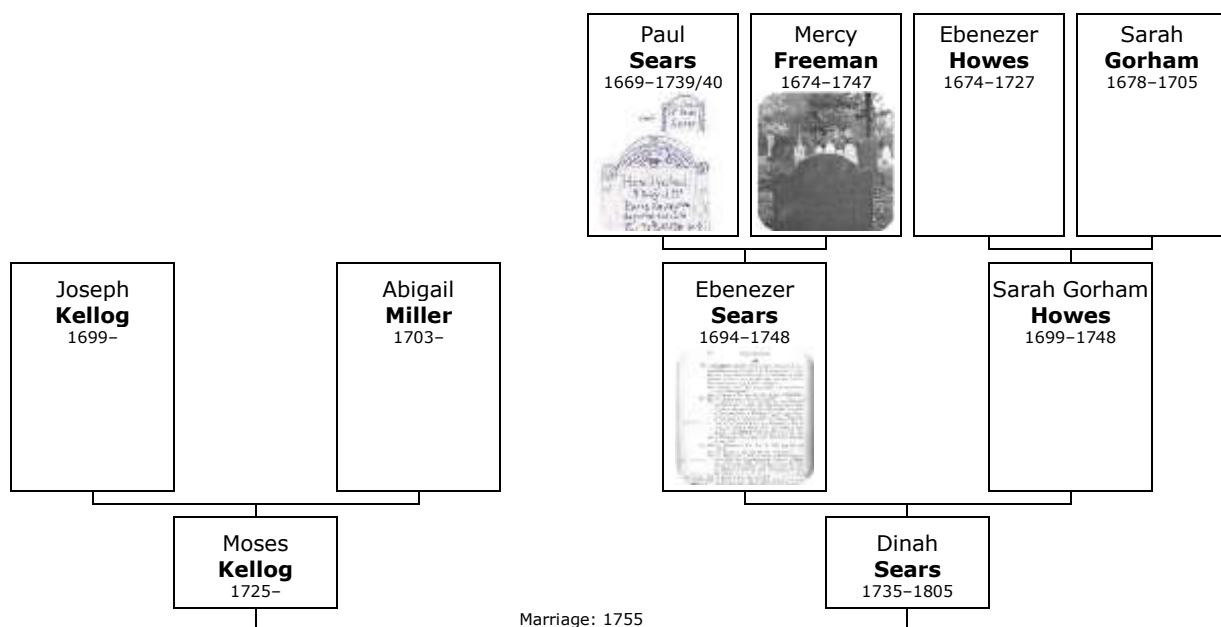 Paul
Sears
1669–1739/40
Mercy
Freeman
1674–1747
Ebenezer
Howes
1674–1727
Sarah
Gorham
1678–1705
Joseph
Kellog
1699–
Abigail
Miller
1703–
Ebenezer
Sears
1694–1748
Sarah Gorham
Howes
1699–1748
Moses
Kellog
1725–
Dinah
Sears
1735–1805
Marriage: 1755